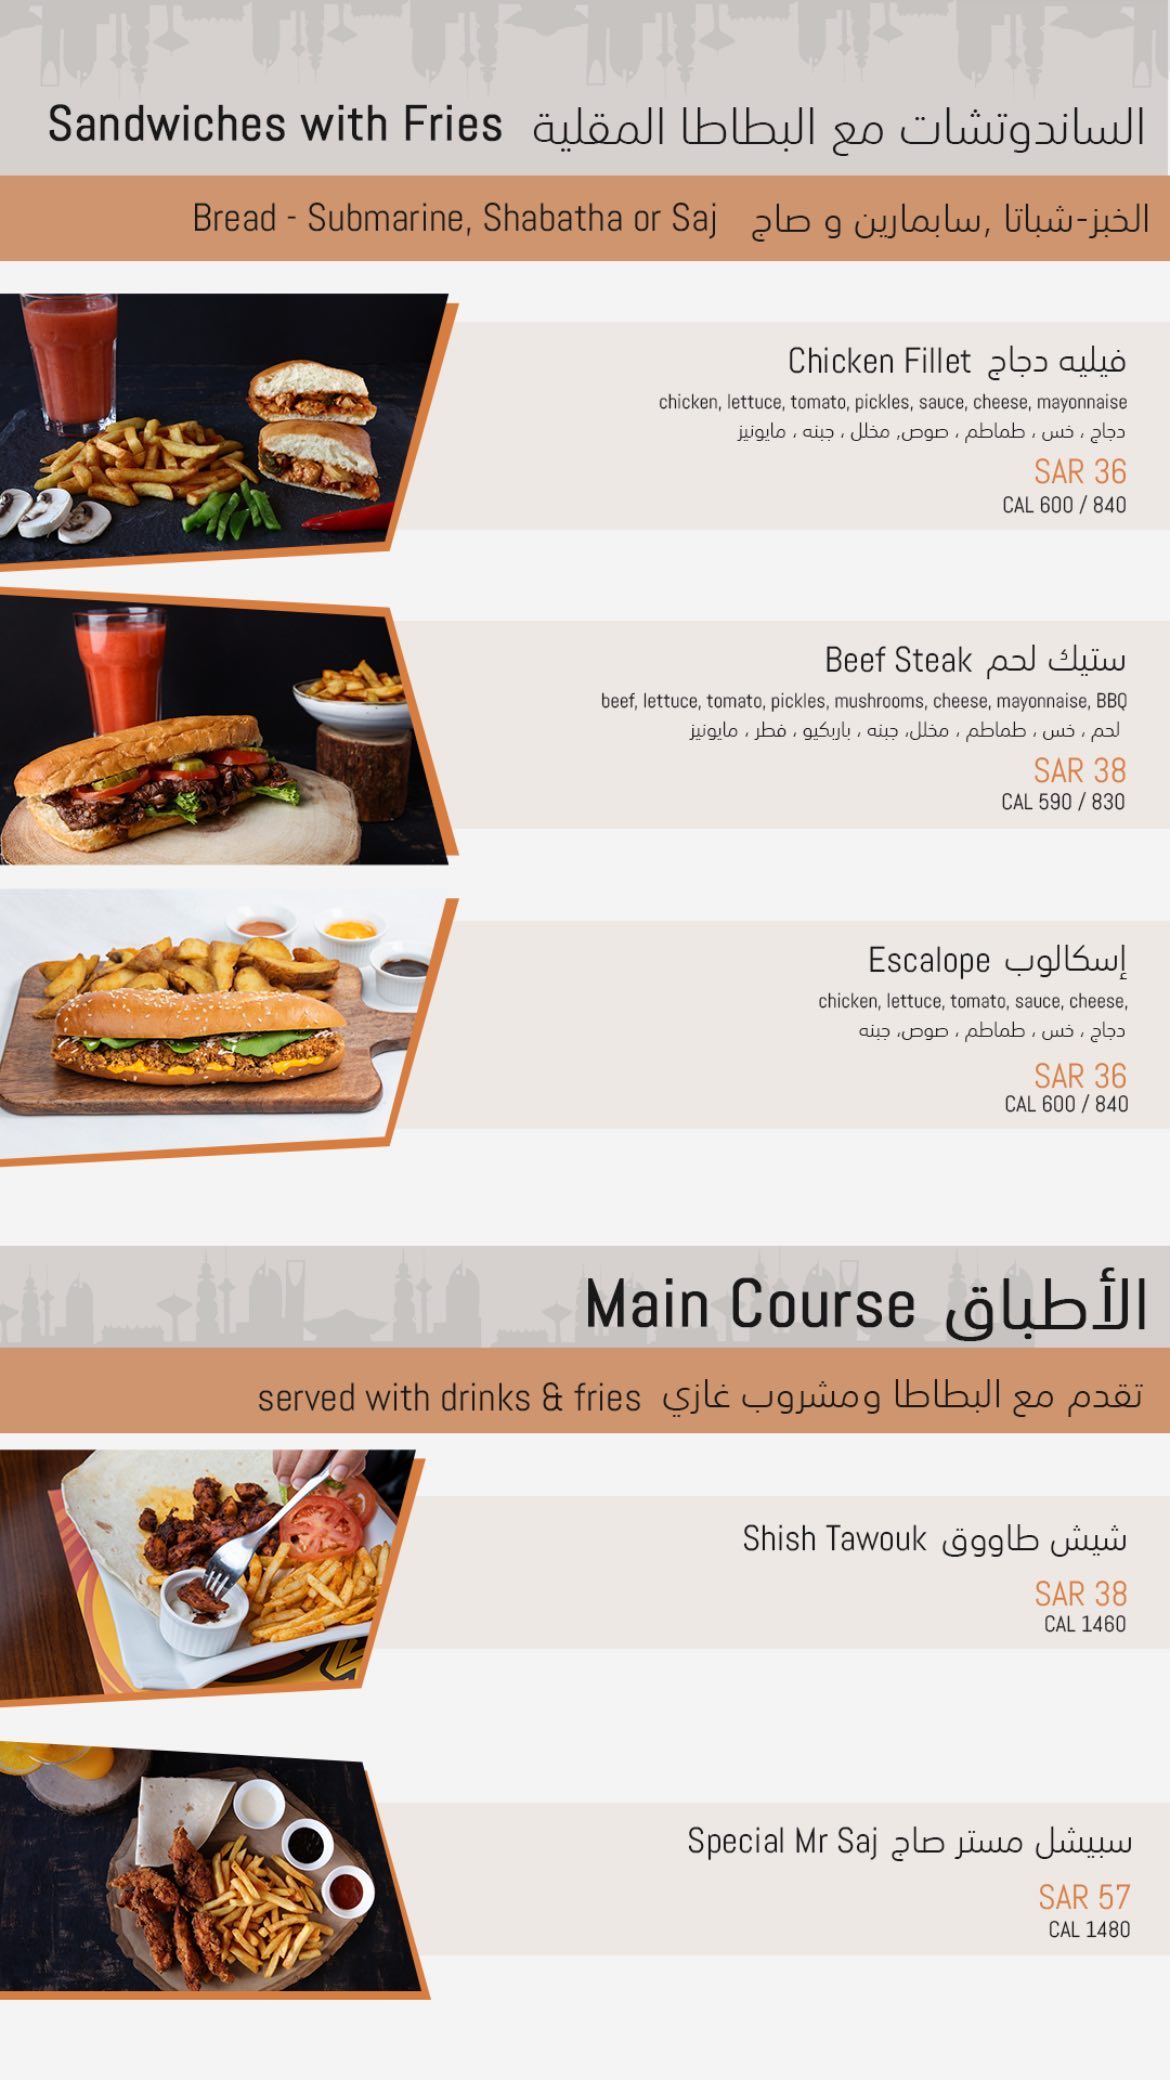 Sandwiches with Fries الساندوتشات مع البطاطا المقلية
Bread - Submarine, Shabatha or Saj الخبز-شباتا ,سابمارين و صاج
Chicken Fillet فيليه دجاج
chicken, lettuce, tomato, pickles, sauce, cheese, mayonnaise
دجاج ، خس ، طماطم ، صوص, مخلل ، جبنه ، مايونيز
SAR 36
CAL 600 / 840
Beef Steak ستيك لحم
beef, lettuce, tomato, pickles, mushrooms, cheese, mayonnaise, BBQ
لحم ، خس ، طماطم ، مخلل، جبنه ، باربكيو ، فطر ، مايونيز
SAR 38
CAL 590 / 830
Escalope إسكالوب
chicken, lettuce, tomato, sauce, cheese,
دجاج ، خس ، طماطم ، صوص، جبنه
SAR 36
CAL 600 / 840
Main Course الأطباق
served with drinks & fries تقدم مع البطاطا ومشروب غازي
Shish Tawouk شيش طاووق
SAR 38
CAL 1460
Special Mr Saj سبيشل مستر صاج
SAR 57
CAL 1480